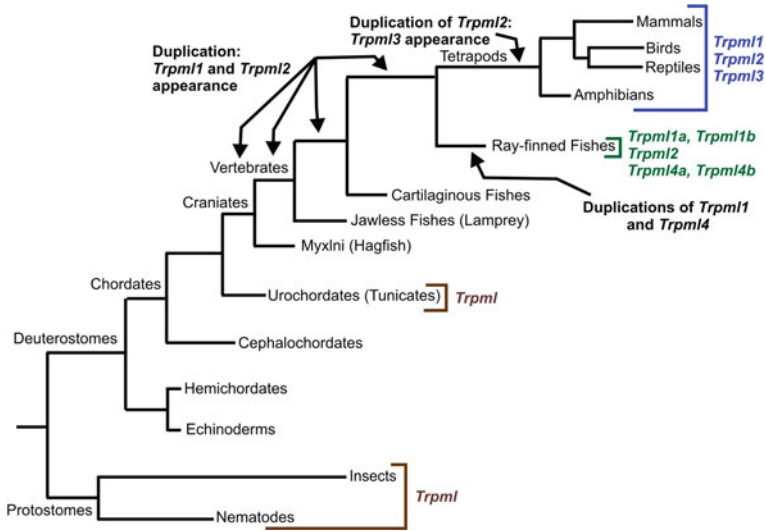 Duplication of Trpml2:
Trpml3 appearance
Duplication:
Trpml1 and Trpml2
appearance
Mammals
Birds
Reptiles
Amphibians
Trpml1
Trpml2
Trpml3
Tetrapods
Ray-finned Fishes
Trpml1a, Trpml1b
Trpml2
Trpml4a, Trpml4b
Duplications of Trpml1
and Trpml4
Vertebrates
Cartilaginous Fishes
Craniates
Jawless Fishes (Lamprey)
Myxlni (Hagfish)
Chordates
Urochordates (Tunicates)
Trpml
Deuterostomes
Cephalochordates
Hemichordates
Echinoderms
Insects
Trpml
Protostomes
Nematodes